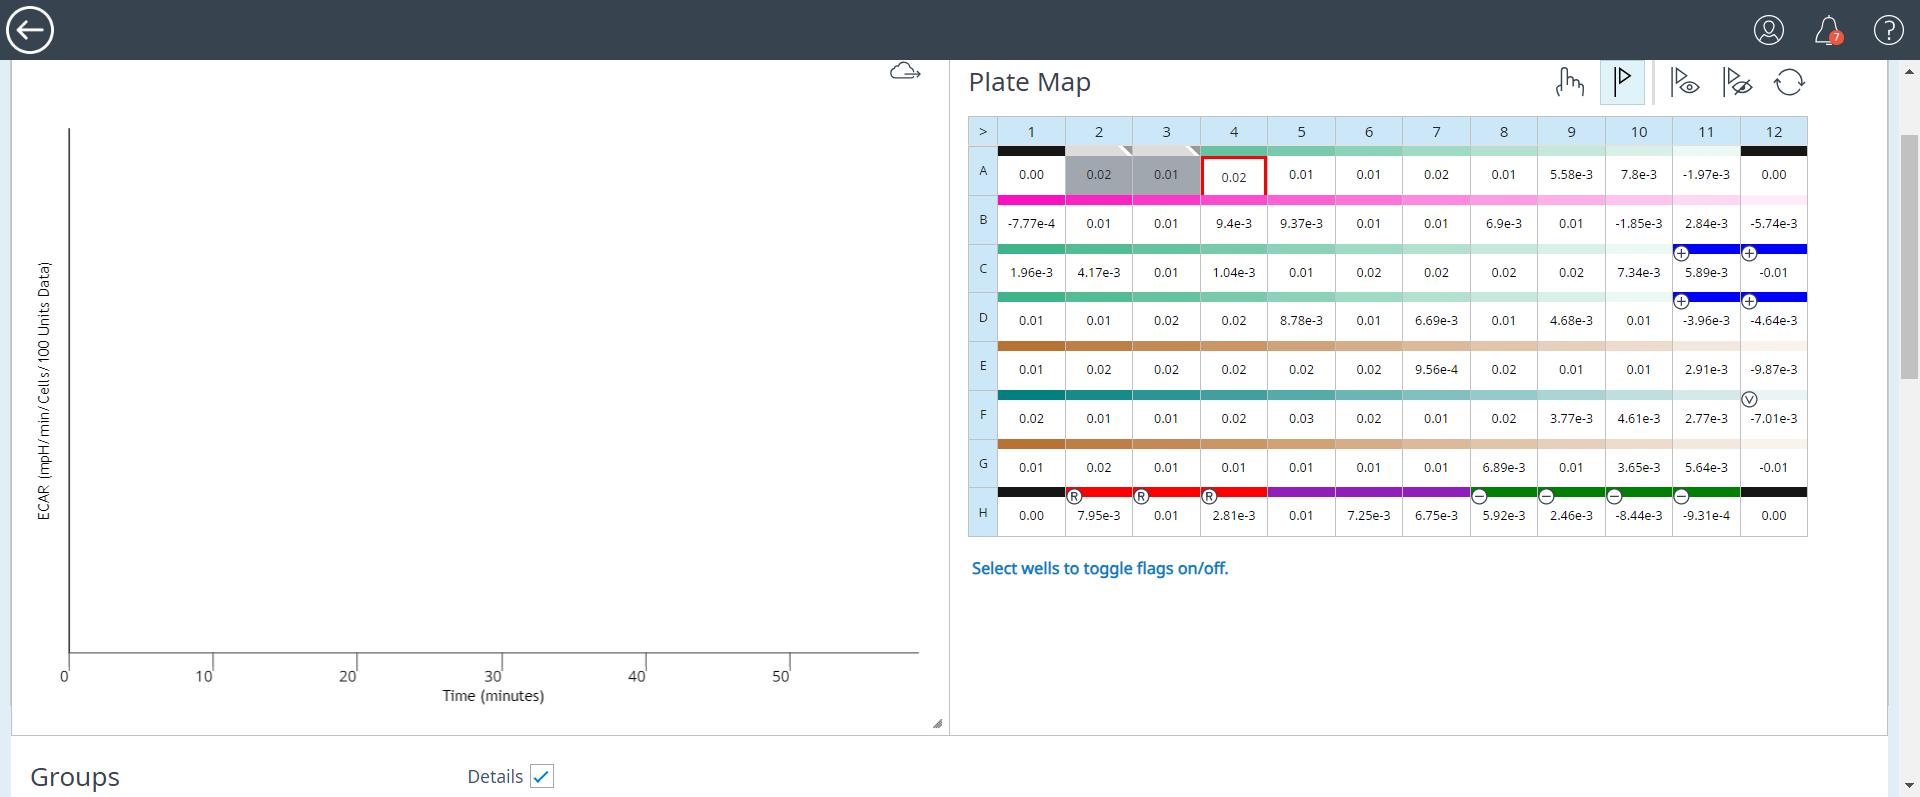 7
?
Plate Map
> 1 2 3 4 5 6 7 8 9 10 11 12
A 0.00 0.02 0.01 0.02 0.01 0.01 0.02 0.01 5.58e-3 7.8e-3 -1.97e-3 0.00
B -7.77e-4 0.01 0.01 9.4e-3 9.37e-3 0.01 0.01 6.9e-3 0.01 -1.85e-3 2.84e-3 -5.74e-3
+ +
C 1.96e-3 4.17e-3 0.01 1.04e-3 0.01 0.02 0.02 0.02 0.02 7.34e-3 5.89e-3 -0.01
+ +
D 0.01 0.01 0.02 0.02 8.78e-3 0.01 6.69e-3 0.01 4.68e-3 0.01 -3.96e-3 -4.64e-3
E 0.01 0.02 0.02 0.02 0.02 0.02 9.56e-4 0.02 0.01 0.01 2.91e-3 -9.87e-3
V
F 0.02 0.01 0.01 0.02 0.03 0.02 0.01 0.02 3.77e-3 4.61e-3 2.77e-3 -7.01e-3
G 0.01 0.02 0.01 0.01 0.01 0.01 0.01 6.89e-3 0.01 3.65e-3 5.64e-3 -0.01
R R R − − − −
H 0.00 7.95e-3 0.01 2.81e-3 0.01 7.25e-3 6.75e-3 5.92e-3 2.46e-3 -8.44e-3 -9.31e-4 0.00
Select wells to toggle flags on/off.
ECAR (mpH/min/Cells/100 Units Data)
0 10 20 30 40 50
Time (minutes)
Groups
Details